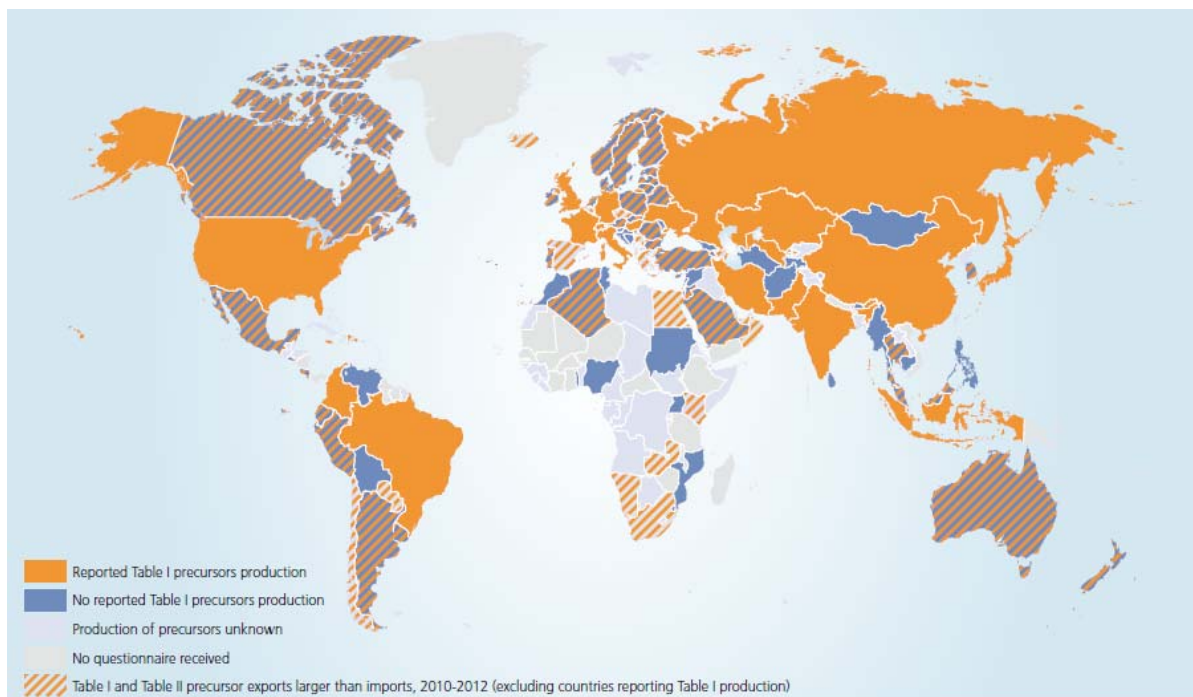 Reported Table I precursors production
No reported Table I precursors production
Production of precursors unknown
No questionnaire received
Table I and Table II precursor exports larger than imports, 2010-2012 (excluding countries reporting Table I production)